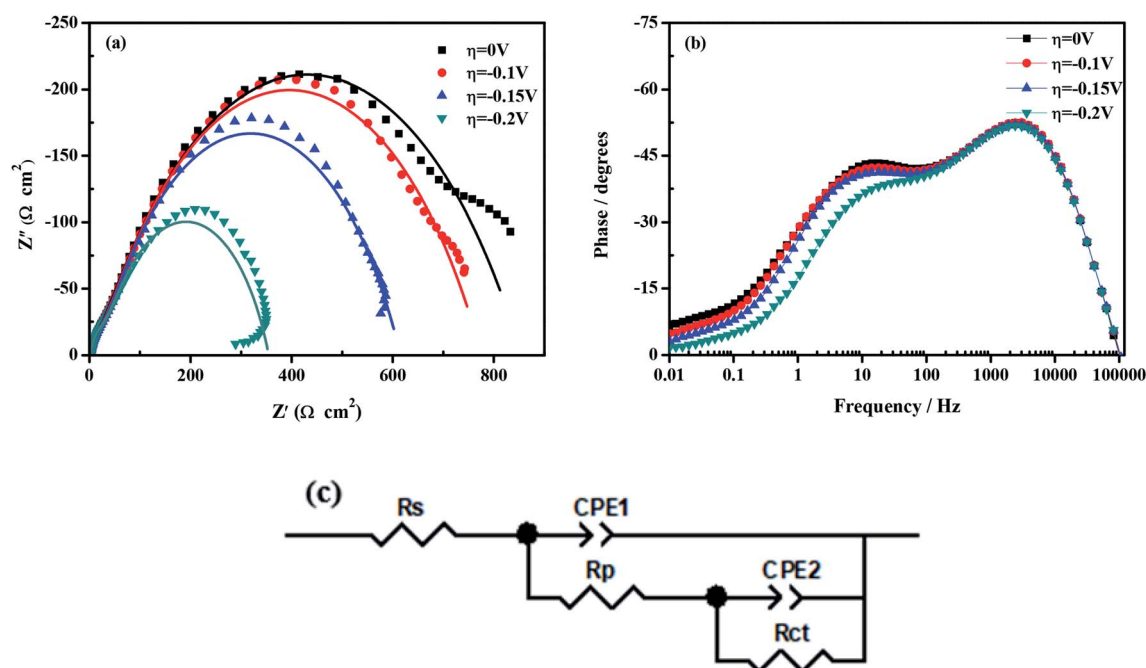 (a)
-250
-200
-150
-100
-50
0
Z″ (Ω cm²)
0 200 400 600 800
Z′ (Ω cm²)
η=0V
η=-0.1V
η=-0.15V
η=-0.2V
(b)
-75
-60
-45
-30
-15
0
Phase / degrees
0.01 0.1 1 10 100 1000 10000 100000
Frequency / Hz
η=0V
η=-0.1V
η=-0.15V
η=-0.2V
(c)
Rs CPE1
Rp CPE2
Rct